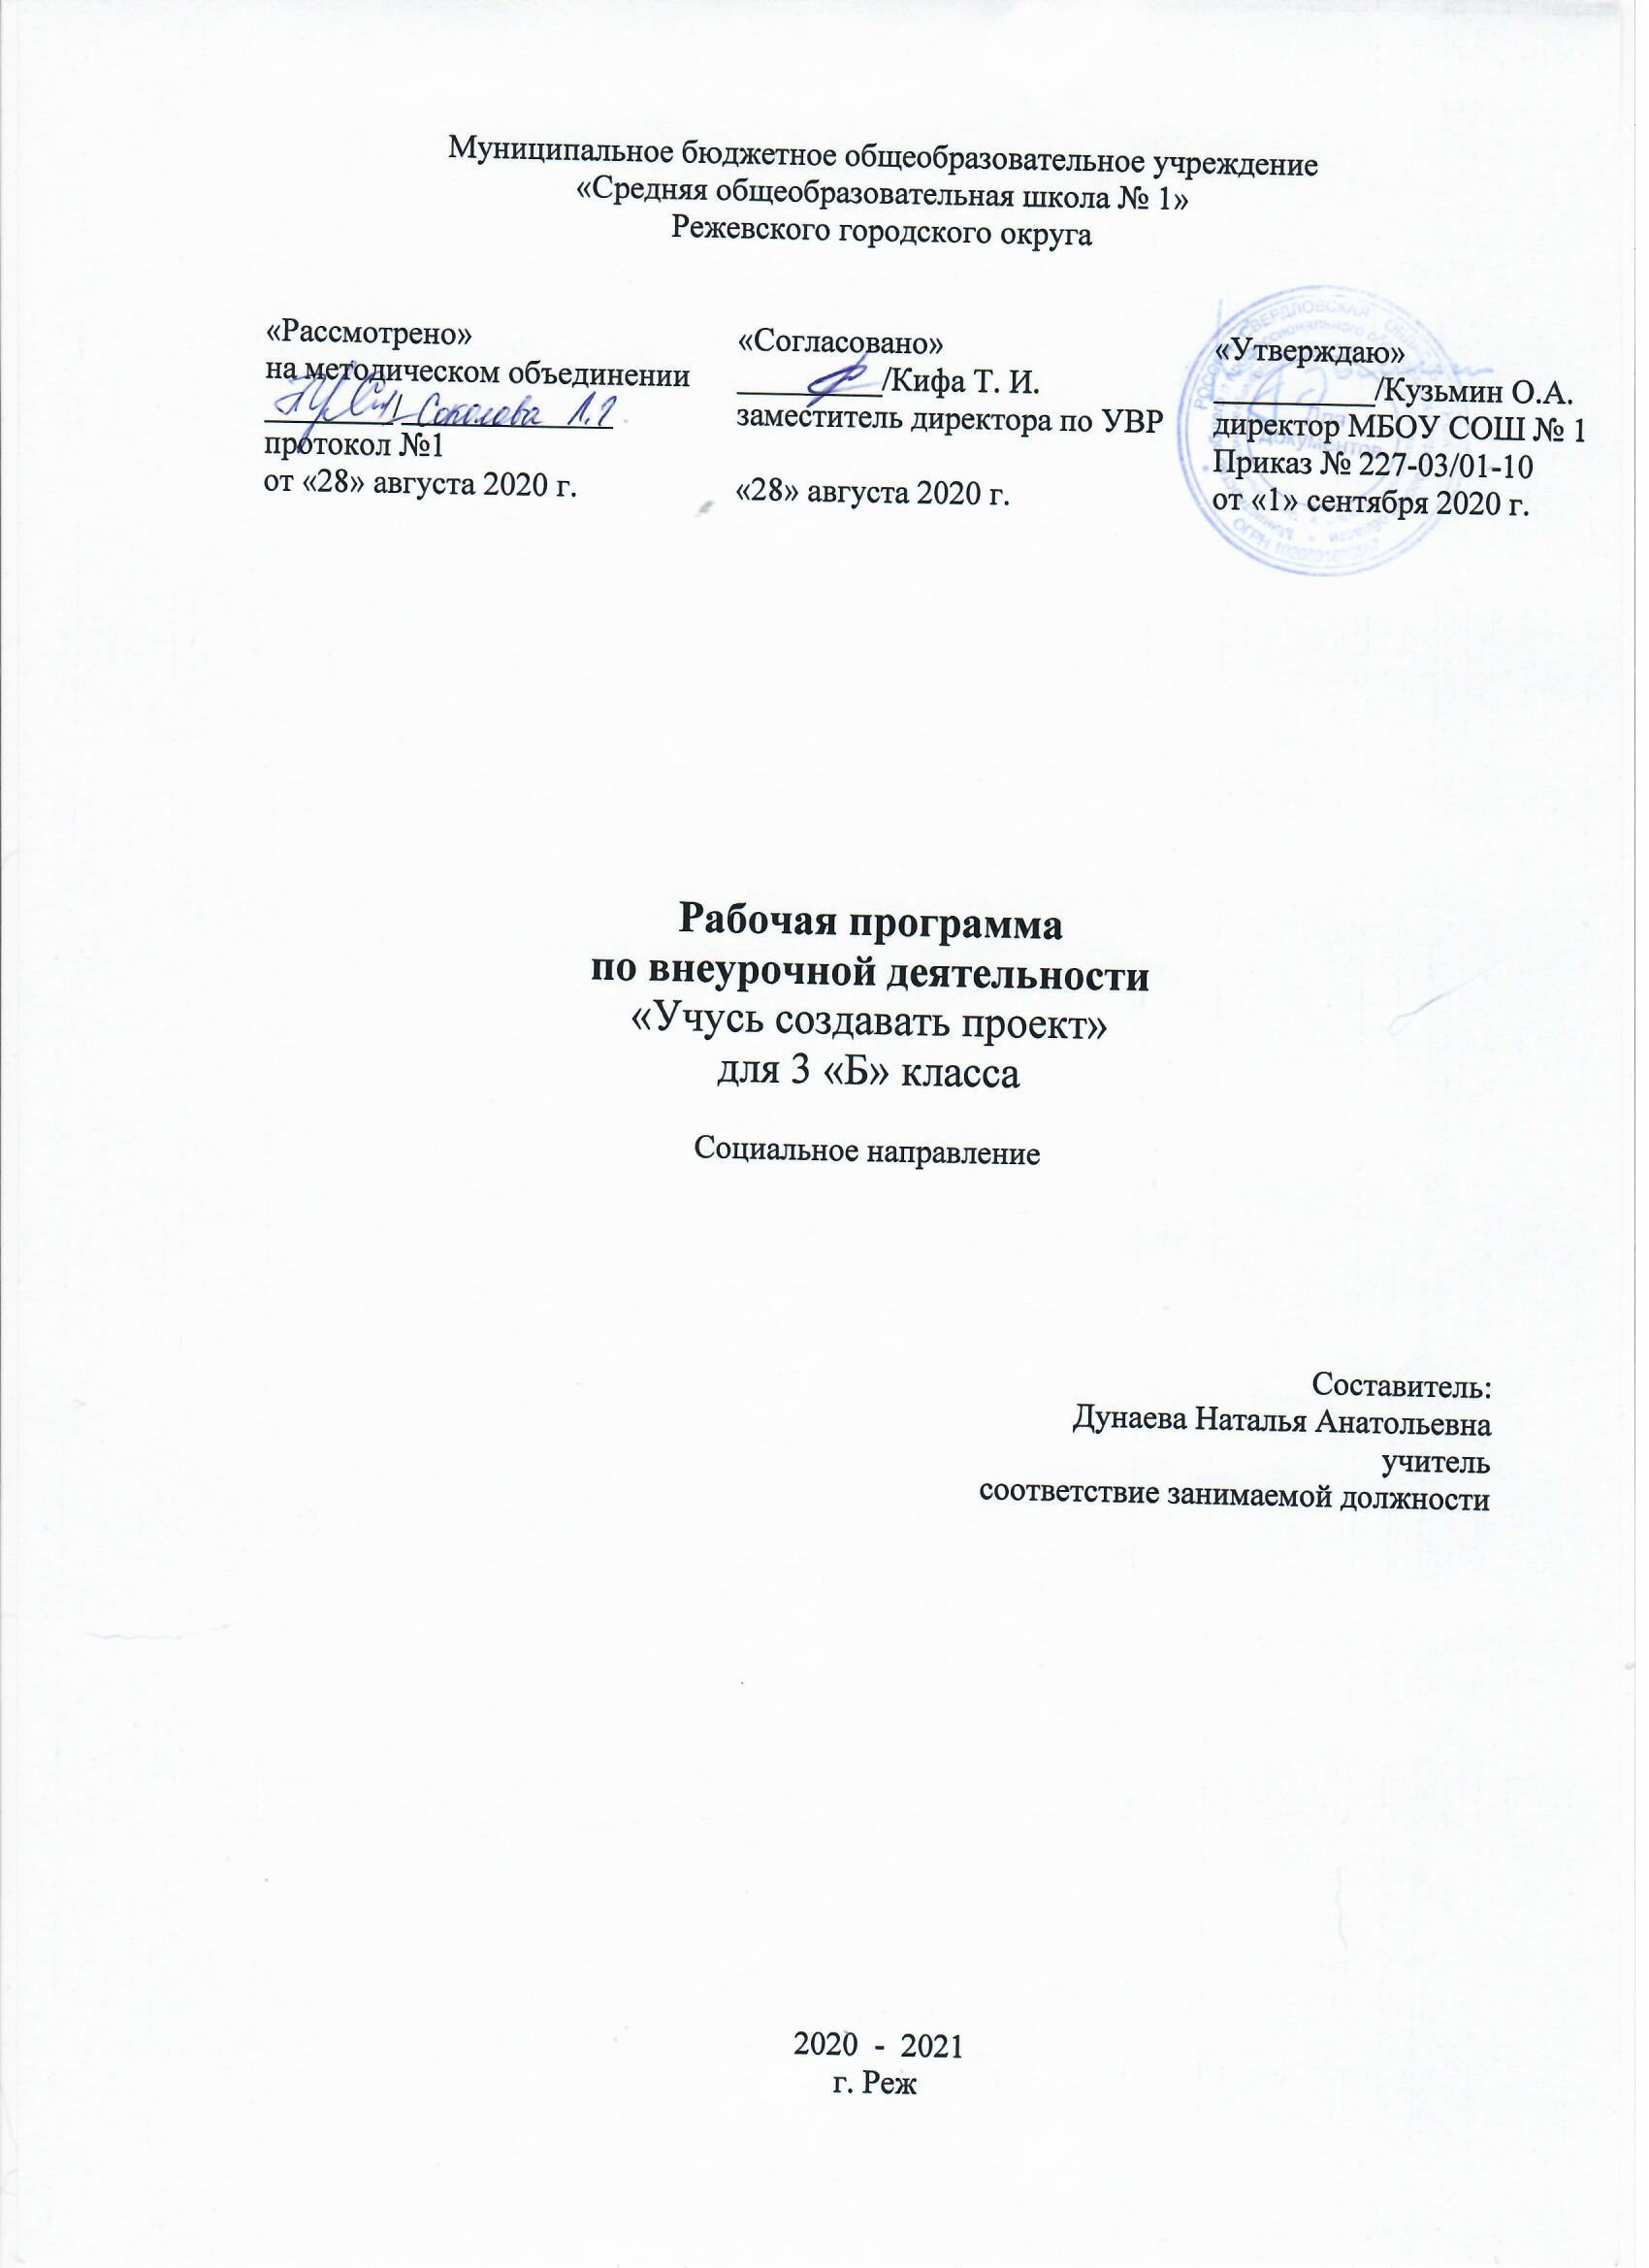 Муниципальное бюджетное общеобразовательное учреждение
«Средняя общеобразовательная школа № 1»
Режевского городского округа
«Рассмотрено»
на методическом объединении
/ Соколова Л.
протокол №1
от «28» августа 2020 г.
«Согласовано»
/Кифа Т. И.
заместитель директора по УВР
«28» августа 2020 г.
«Утверждаю»
/Кузьмин О.А.
директор МБОУ СОШ № 1
Приказ № 227-03/01-10
от «1» сентября 2020 г.
Для
документов
Рабочая программа
по внеурочной деятельности
«Учусь создавать проект»
для 3 «Б» класса
Социальное направление
Составитель:
Дунаева Наталья Анатольевна
учитель
соответствие занимаемой должности
2020 - 2021
г. Реж